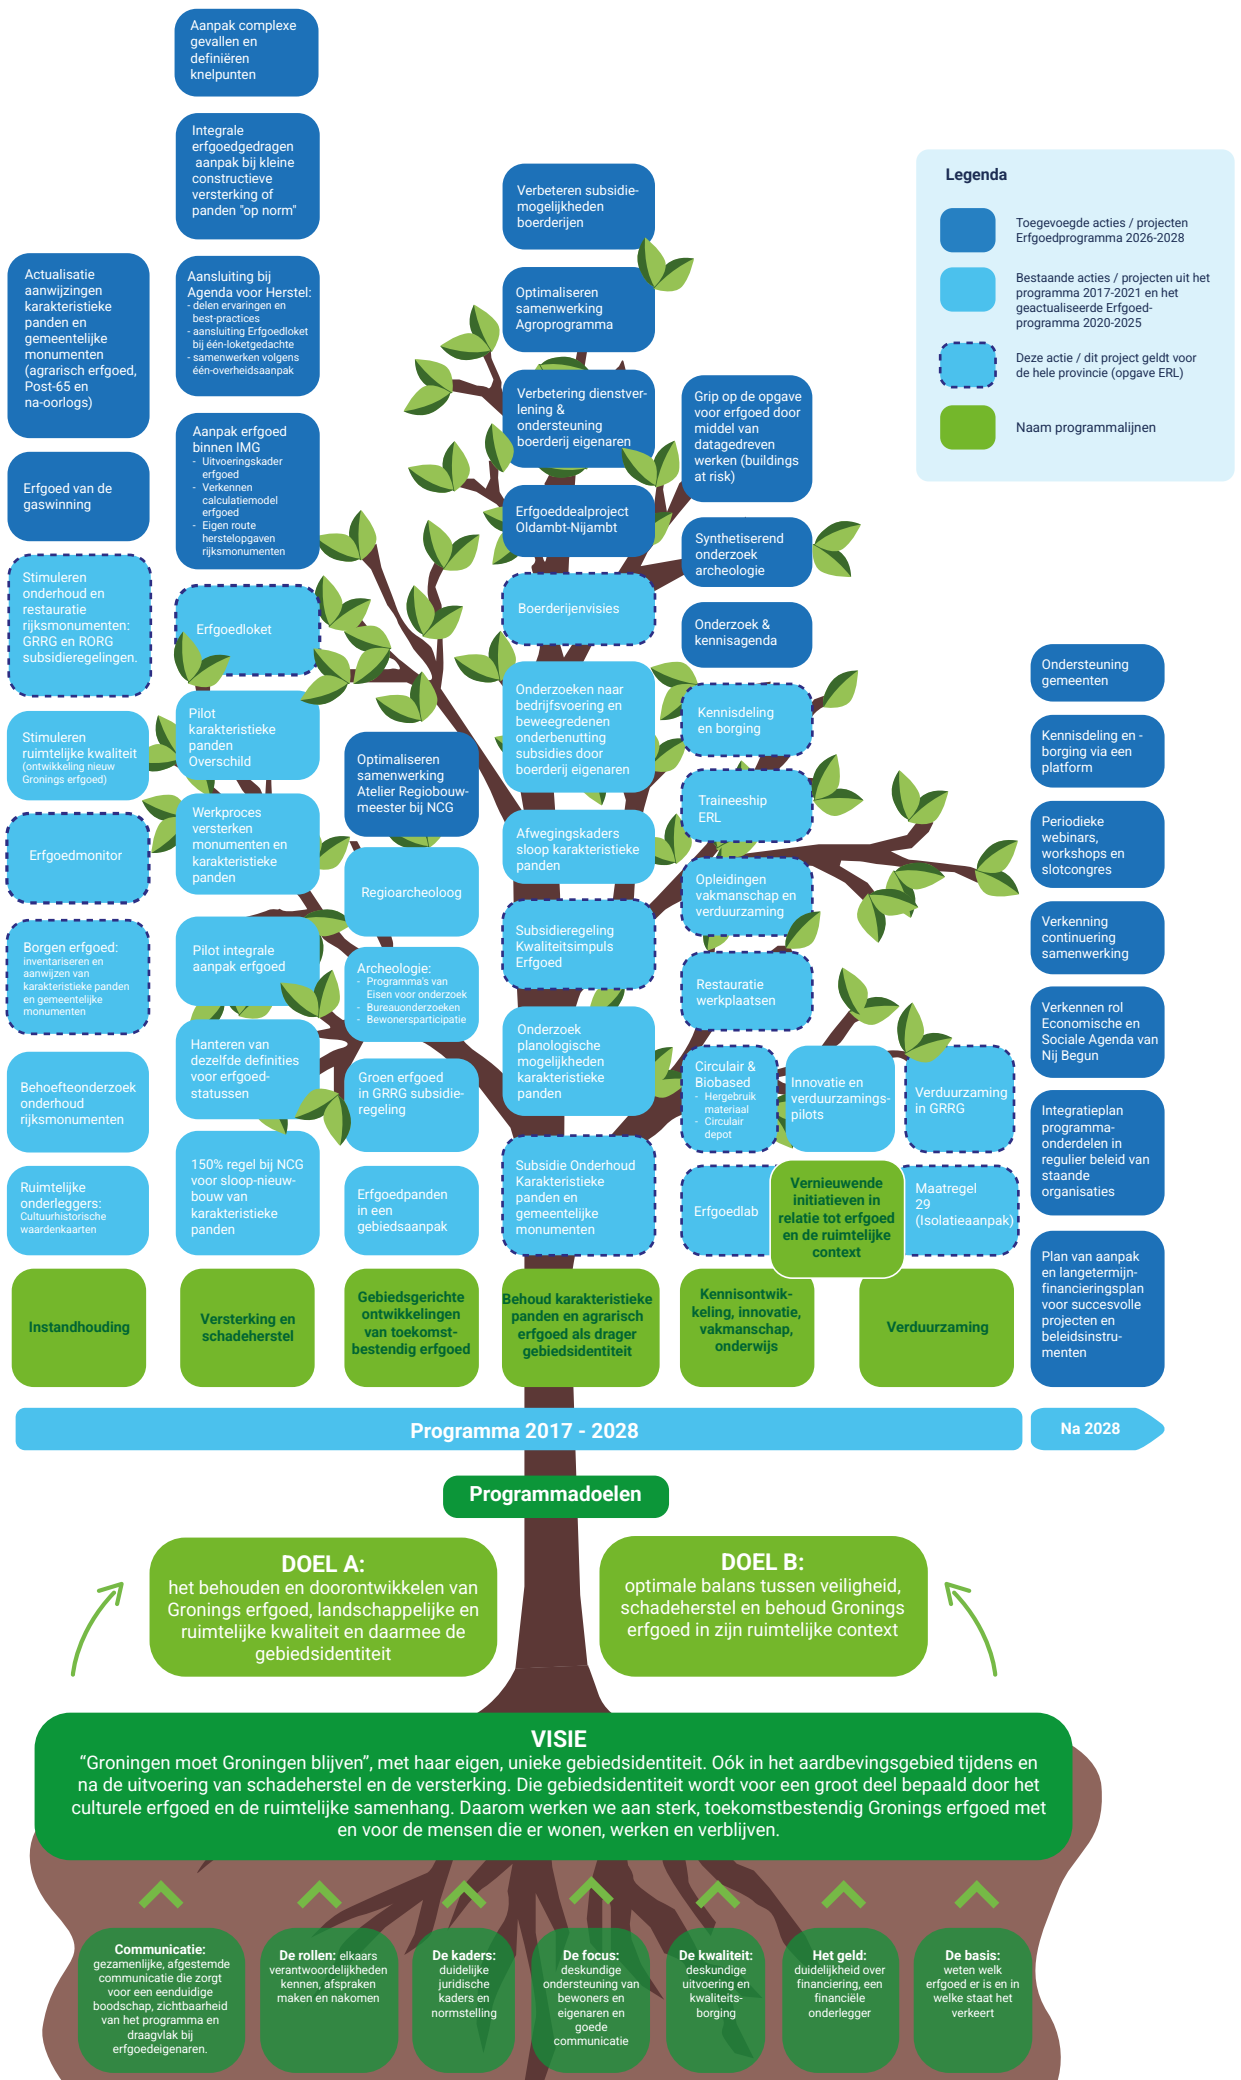 Aanpak complexe
gevallen en
definiëren
knelpunten
Integrale
erfgoedgedragen
aanpak bij kleine
constructieve
versterking of
panden "op norm"
Aansluiting bij
Agenda voor Herstel:
- delen ervaringen en
best-practices
- aansluiting Erfgoedloket
bij één-loketgedachte
- samenwerken volgens
één-overheidsaanpak
Aanpak erfgoed
binnen IMG
- Uitvoeringskader
erfgoed
- Verkennen
calculatiemodel
erfgoed
- Eigen route
herstelopgaven
rijksmonumenten
Erfgoedloket
Pilot
karakteristieke
panden
Overschild
Werkproces
versterken
monumenten en
karakteristieke
panden
Pilot integrale
aanpak erfgoed
Hanteren van
dezelfde definities
voor erfgoed-
statussen
150% regel bij NCG
voor sloop-nieuw-
bouw van
karakteristieke
panden
Versterking en
schadeherstel
Actualisatie
aanwijzingen
karakteristieke
panden en
gemeentelijke
monumenten
(agrarisch erfgoed,
Post-65 en
na-oorlogs)
Erfgoed van de
gaswinning
Stimuleren
onderhoud en
restauratie
rijksmonumenten:
GRRG en RORG
subsidieregelingen.
Stimuleren
ruimtelijke kwaliteit
(ontwikkeling nieuw
Gronings erfgoed)
Erfgoedmonitor
Borgen erfgoed:
inventariseren en
aanwijzen van
karakteristieke panden
en gemeentelijke
monumenten
Behoefteonderzoek
onderhoud
rijksmonumenten
Ruimtelijke
onderleggers:
Cultuurhistorische
waardenkaarten
Instandhouding
Optimaliseren
samenwerking
Atelier Regiobouw-
meester bij NCG
Regioarcheoloog
Archeologie:
- Programma's van
Eisen voor onderzoek
- Bureauonderzoeken
- Bewonersparticipatie
Groen erfgoed
in GRRG subsidie-
regeling
Erfgoedpanden
in een
gebiedsaanpak
Gebiedsgerichte
ontwikkelingen
van toekomst-
bestendig erfgoed
Verbeteren subsidie-
mogelijkheden
boerderijen
Optimaliseren
samenwerking
Agroprogramma
Verbetering dienstver-
lening &
ondersteuning
boerderij eigenaren
Erfgoeddealproject
Oldambt-Nijambt
Boerderijenvisies
Onderzoeken naar
bedrijfsvoering en
beweegredenen
onderbenutting
subsidies door
boerderij eigenaren
Afwegingskaders
sloop karakteristieke
panden
Subsidieregeling
Kwaliteitsimpuls
Erfgoed
Onderzoek
planologische
mogelijkheden
karakteristieke
panden
Subsidie Onderhoud
Karakteristieke
panden en
gemeentelijke
monumenten
Behoud karakteristieke
panden en agrarisch
erfgoed als drager
gebiedsidentiteit
Grip op de opgave
voor erfgoed door
middel van
datagedreven
werken (buildings
at risk)
Synthetiserend
onderzoek
archeologie
Onderzoek &
kennisagenda
Kennisdeling
en borging
Traineeship
ERL
Opleidingen
vakmanschap en
verduurzaming
Restauratie
werkplaatsen
Circulair &
Biobased
- Hergebruik
materiaal
- Circulair
depot
Erfgoedlab
Kennisontwik-
keling, innovatie,
vakmanschap,
onderwijs
Innovatie en
verduurzamings-
pilots
Vernieuwende
initiatieven in
relatie tot erfgoed
en de ruimtelijke
context
Verduurzaming
in GRRG
Maatregel
29
(Isolatieaanpak)
Verduurzaming
Legenda
Toegevoegde acties / projecten
Erfgoedprogramma 2026-2028
Bestaande acties / projecten uit het
programma 2017-2021 en het
geactualiseerde Erfgoed-
programma 2020-2025
Deze actie / dit project geldt voor
de hele provincie (opgave ERL)
Naam programmalijnen
Ondersteuning
gemeenten
Kennisdeling en -
borging via een
platform
Periodieke
webinars,
workshops en
slotcongres
Verkenning
continuering
samenwerking
Verkennen rol
Economische en
Sociale Agenda van
Nij Begun
Integratieplan
programma-
onderdelen in
regulier beleid van
staande
organisaties
Plan van aanpak
en langetermijn-
financieringsplan
voor succesvolle
projecten en
beleidsinstru-
menten
Programma 2017 - 2028
Na 2028
Programmadoelen
DOEL A:
het behouden en doorontwikkelen van
Gronings erfgoed, landschappelijke en
ruimtelijke kwaliteit en daarmee de
gebiedsidentiteit
DOEL B:
optimale balans tussen veiligheid,
schadeherstel en behoud Gronings
erfgoed in zijn ruimtelijke context
VISIE
“Groningen moet Groningen blijven”, met haar eigen, unieke gebiedsidentiteit. Oók in het aardbevingsgebied tijdens en
na de uitvoering van schadeherstel en de versterking. Die gebiedsidentiteit wordt voor een groot deel bepaald door het
culturele erfgoed en de ruimtelijke samenhang. Daarom werken we aan sterk, toekomstbestendig Gronings erfgoed met
en voor de mensen die er wonen, werken en verblijven.
Communicatie:
gezamenlijke, afgestemde
communicatie die zorgt
voor een eenduidige
boodschap, zichtbaarheid
van het programma en
draagvlak bij
erfgoedeigenaren.
De rollen: elkaars
verantwoordelijkheden
kennen, afspraken
maken en nakomen
De kaders:
duidelijke
juridische
kaders en
normstelling
De focus:
deskundige
ondersteuning van
bewoners en
eigenaren en
goede
communicatie
De kwaliteit:
deskundige
uitvoering en
kwaliteits-
borging
Het geld:
duidelijkheid over
financiering, een
financiële
onderlegger
De basis:
weten welk
erfgoed er is en in
welke staat het
verkeert